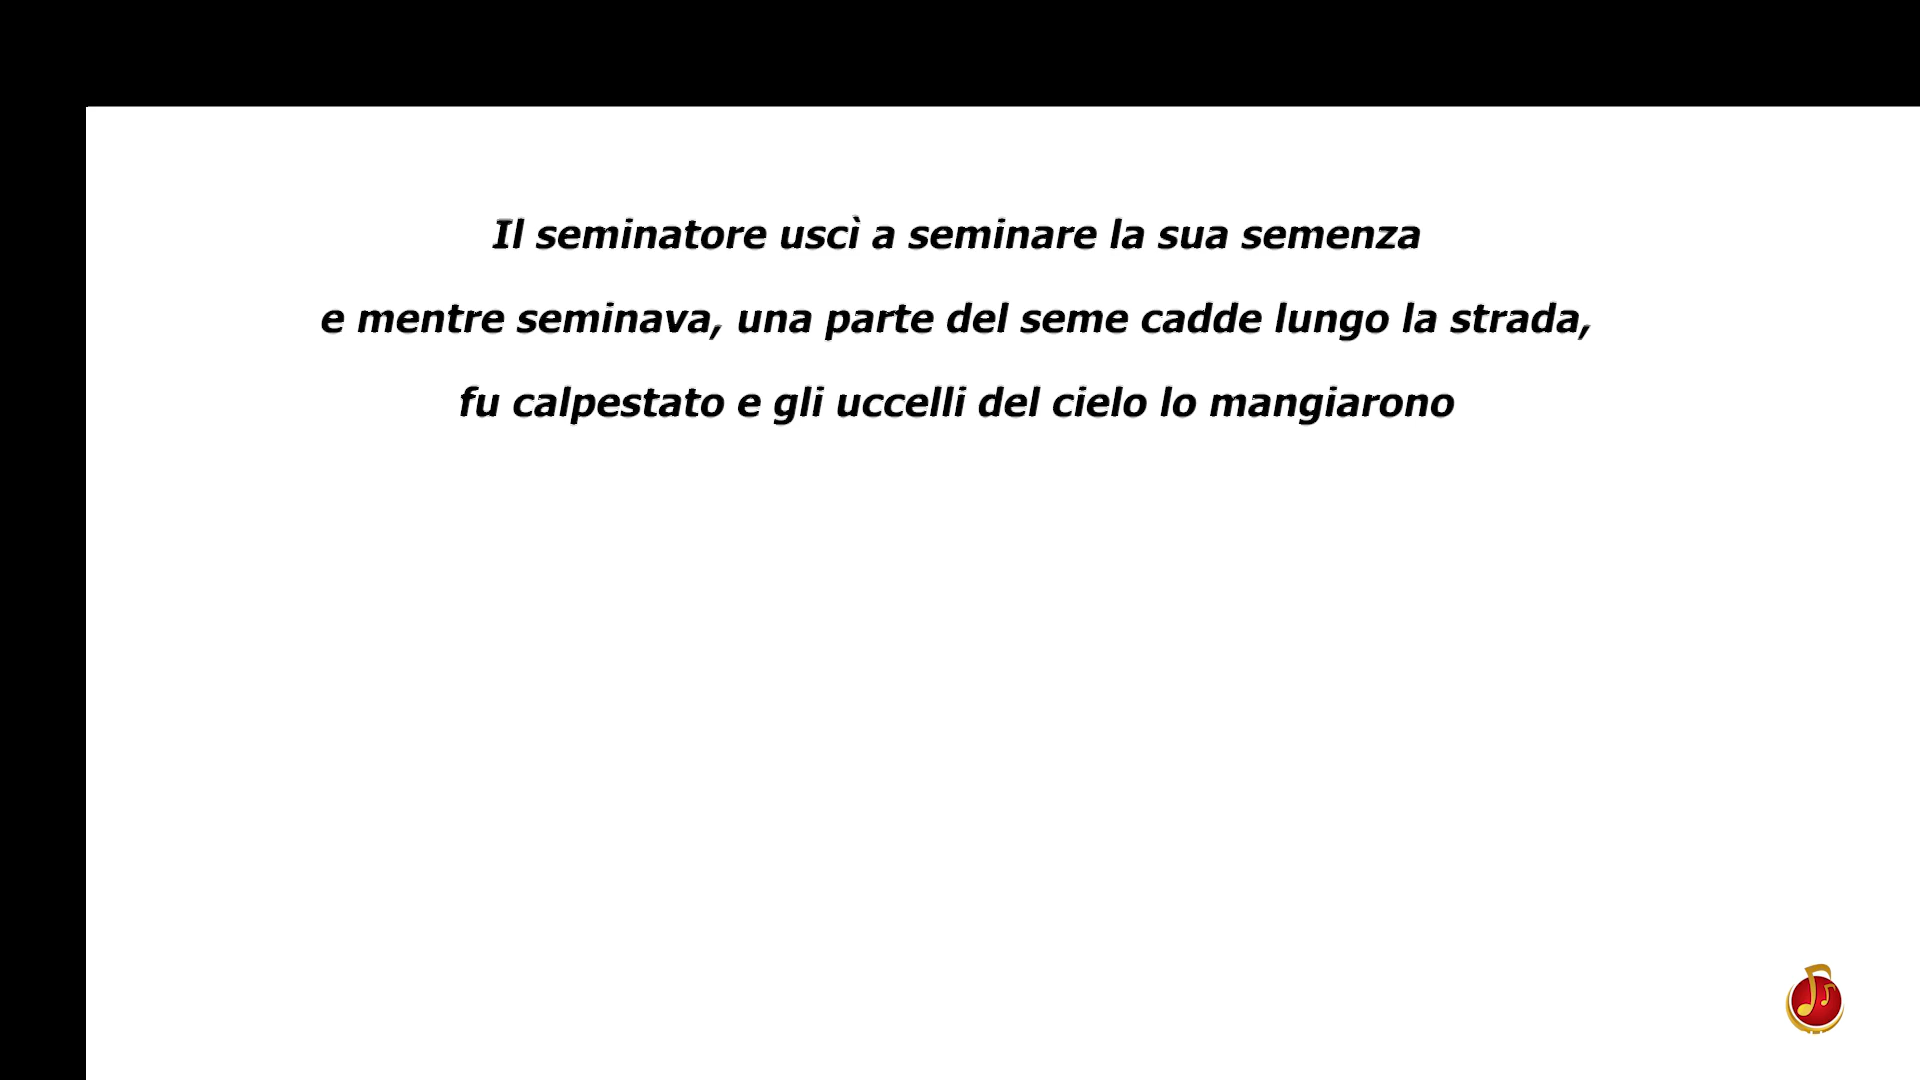 Il seminatore uscì a seminare la sua semenza
e mentre seminava, una parte del seme cadde lungo la strada,
fu calpestato e gli uccelli del cielo lo mangiarono